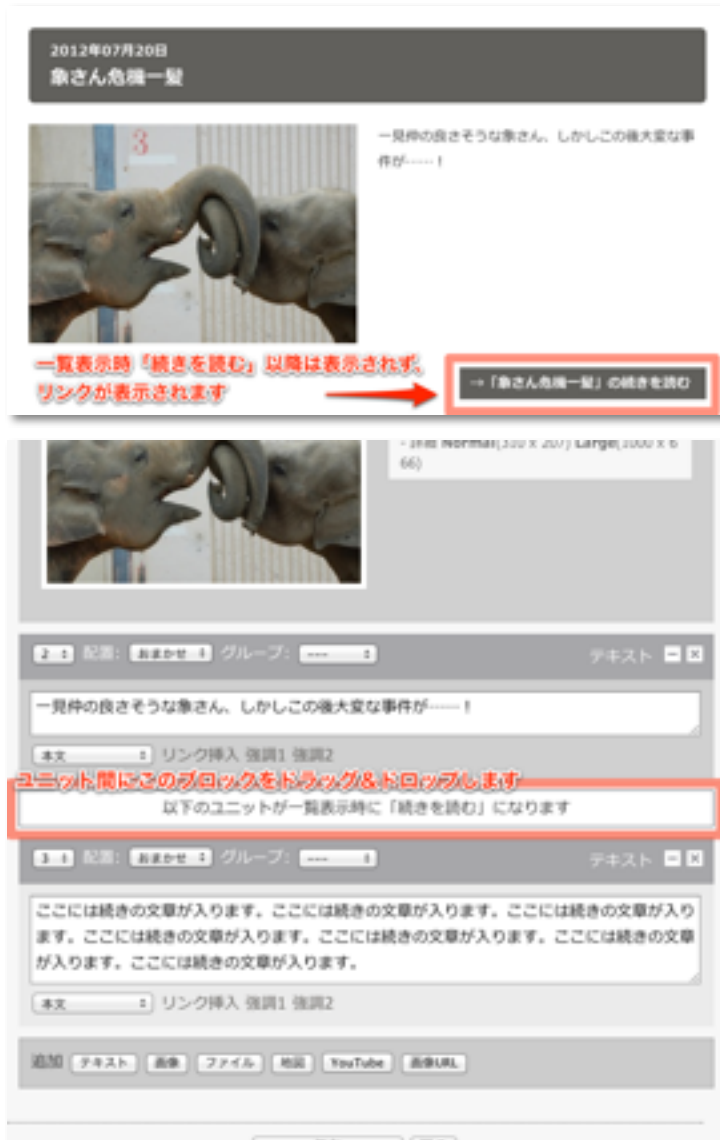 2012年07月20日
象さん危機一髪
3
一見仲の良さそうな象さん、しかしこの後大変な事
件が……！
一覧表示時「続きを読む」以降は表示されず、
リンクが表示されます
→「象さん危機一髪」の続きを読む
- 詳細 Normal(310 x 207) Large(1000 x 6
66)
2 配置: おまかせ グループ: --- テキスト
一見仲の良さそうな象さん、しかしこの後大変な事件が……！
本文 リンク挿入 強調1 強調2
ユニット間にこのブロックをドラッグ&ドロップします
以下のユニットが一覧表示時に「続きを読む」になります
3 配置: おまかせ グループ: --- テキスト
ここには続きの文章が入ります。ここには続きの文章が入ります。ここには続きの文章が入り
ます。ここには続きの文章が入ります。ここには続きの文章が入ります。ここには続きの文章
が入ります。ここには続きの文章が入ります。
本文 リンク挿入 強調1 強調2
追加 テキスト 画像 ファイル 地図 YouTube 画像URL